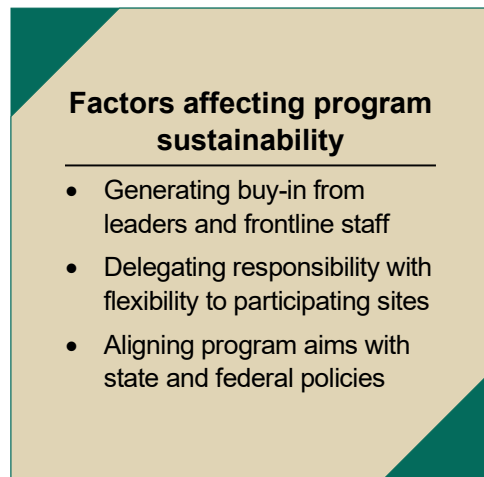 Factors affecting program
sustainability
• Generating buy-in from
leaders and frontline staff
• Delegating responsibility with
flexibility to participating sites
• Aligning program aims with
state and federal policies